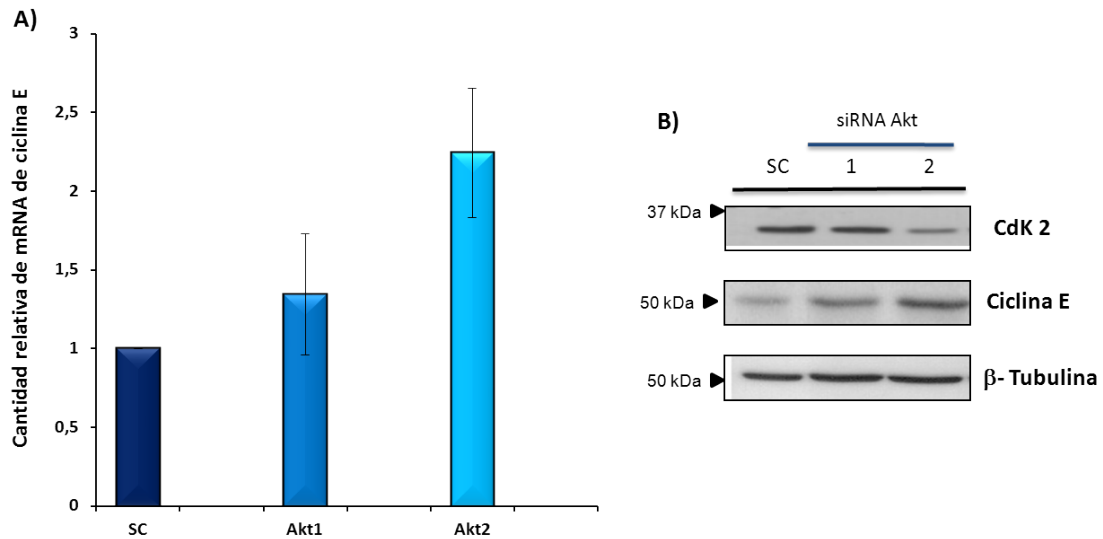 A)
Cantidad relativa de mRNA de ciclina E
3
2,5
2
1,5
1
0,5
0
SC
Akt1
Akt2
B)
siRNA Akt
SC 1 2
37 kDa
CdK 2
50 kDa
Ciclina E
50 kDa
β- Tubulina